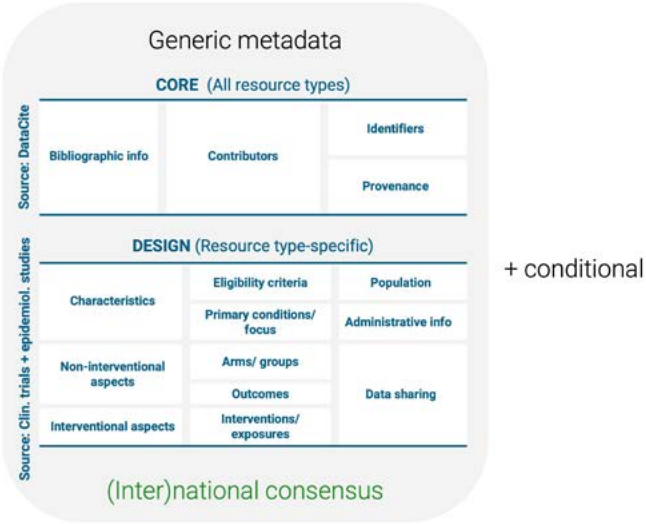 Generic metadata
CORE (All resource types)
Source: DataCite
Bibliographic info
Contributors
Identifiers
Provenance
DESIGN (Resource type-specific)
Source: Clin. trials + epidemiol. studies
Characteristics
Eligibility criteria
Population
Primary conditions/
focus
Administrative info
Non-interventional
aspects
Arms/ groups
Outcomes
Data sharing
Interventional aspects
Interventions/
exposures
(Inter)national consensus
+ conditional